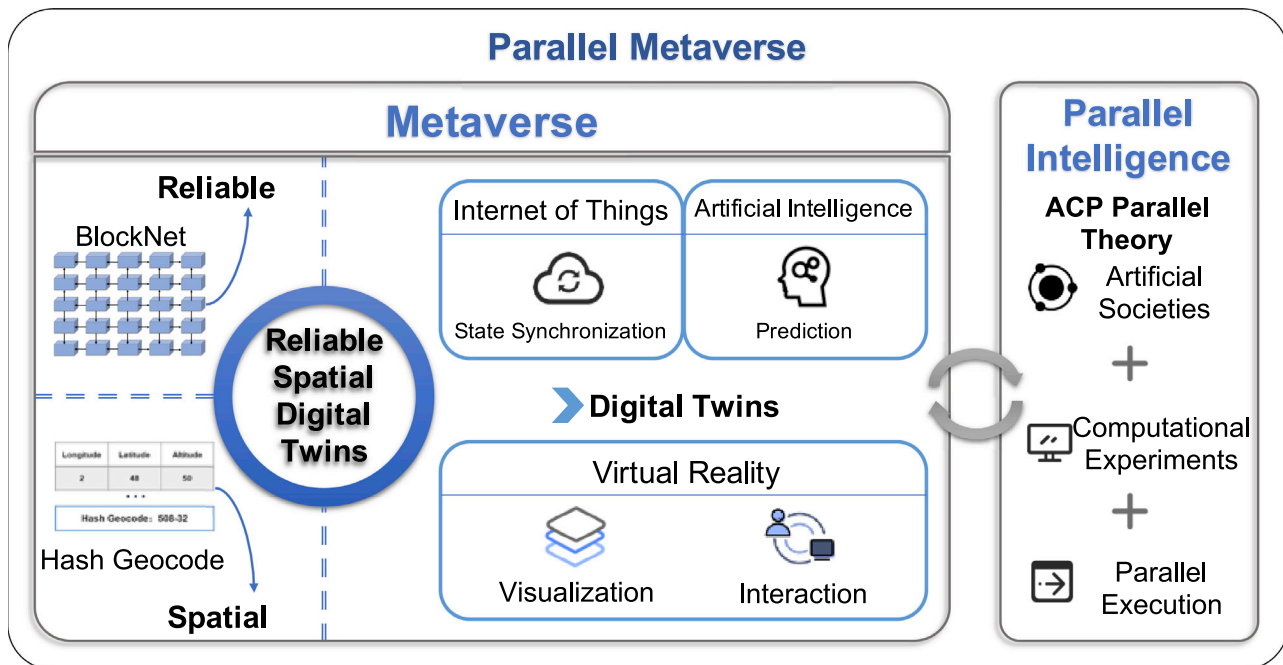 Parallel Metaverse
Metaverse
Reliable
BlockNet
Reliable
Spatial
Digital
Twins
Longitude Latitude Altitude
2 48 50
...
Hash Geocode: 508-32
Hash Geocode
Spatial
Internet of Things
State Synchronization
Artificial Intelligence
Prediction
Digital Twins
Virtual Reality
Visualization
Interaction
Parallel
Intelligence
ACP Parallel
Theory
Artificial
Societies
+
Computational
Experiments
+
Parallel
Execution